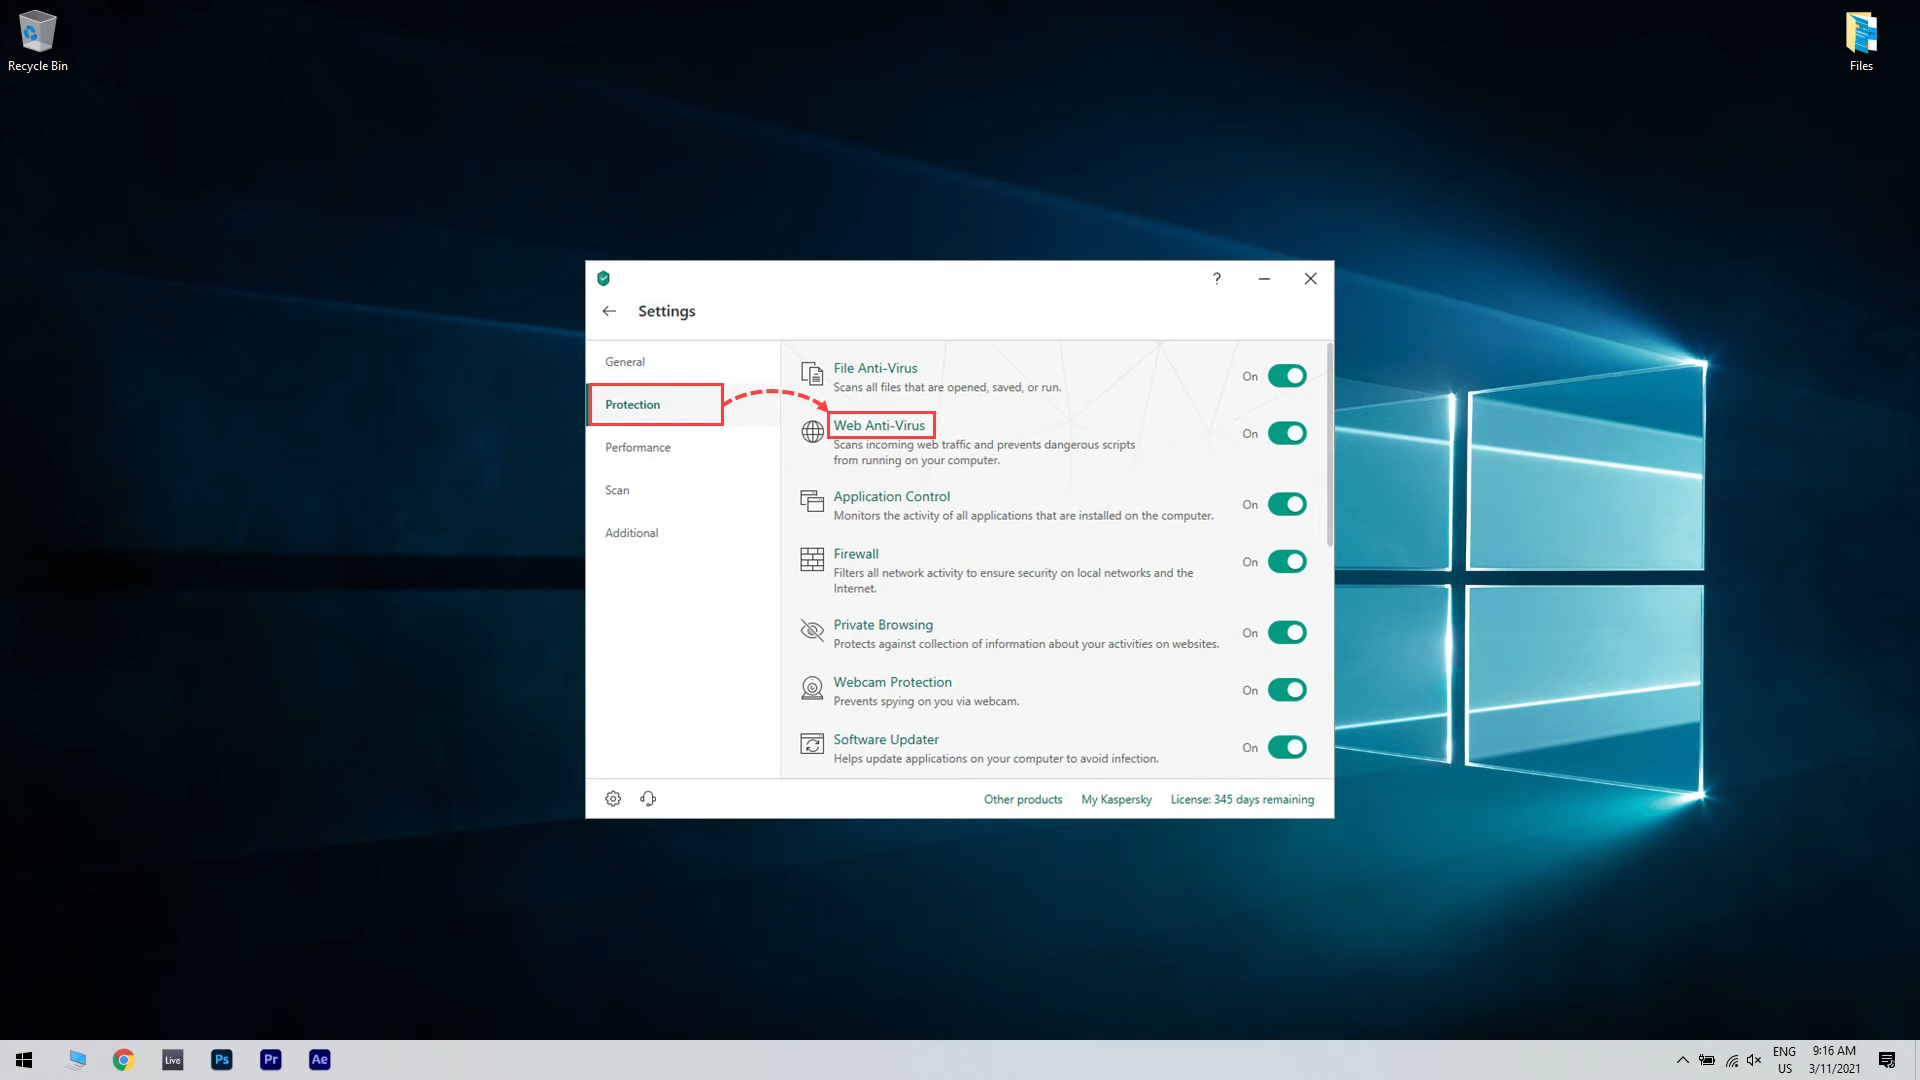 Recycle Bin
Files
?
Settings
General
Protection
Performance
Scan
Additional
File Anti-Virus
Scans all files that are opened, saved, or run.
On
Web Anti-Virus
Scans incoming web traffic and prevents dangerous scripts
from running on your computer.
On
Application Control
Monitors the activity of all applications that are installed on the computer.
On
Firewall
Filters all network activity to ensure security on local networks and the
Internet.
On
Private Browsing
Protects against collection of information about your activities on websites.
On
Webcam Protection
Prevents spying on you via webcam.
On
Software Updater
Helps update applications on your computer to avoid infection.
On
Other products
My Kaspersky
License: 345 days remaining
Live
Ps
Pr
Ae
ENG
US
9:16 AM
3/11/2021